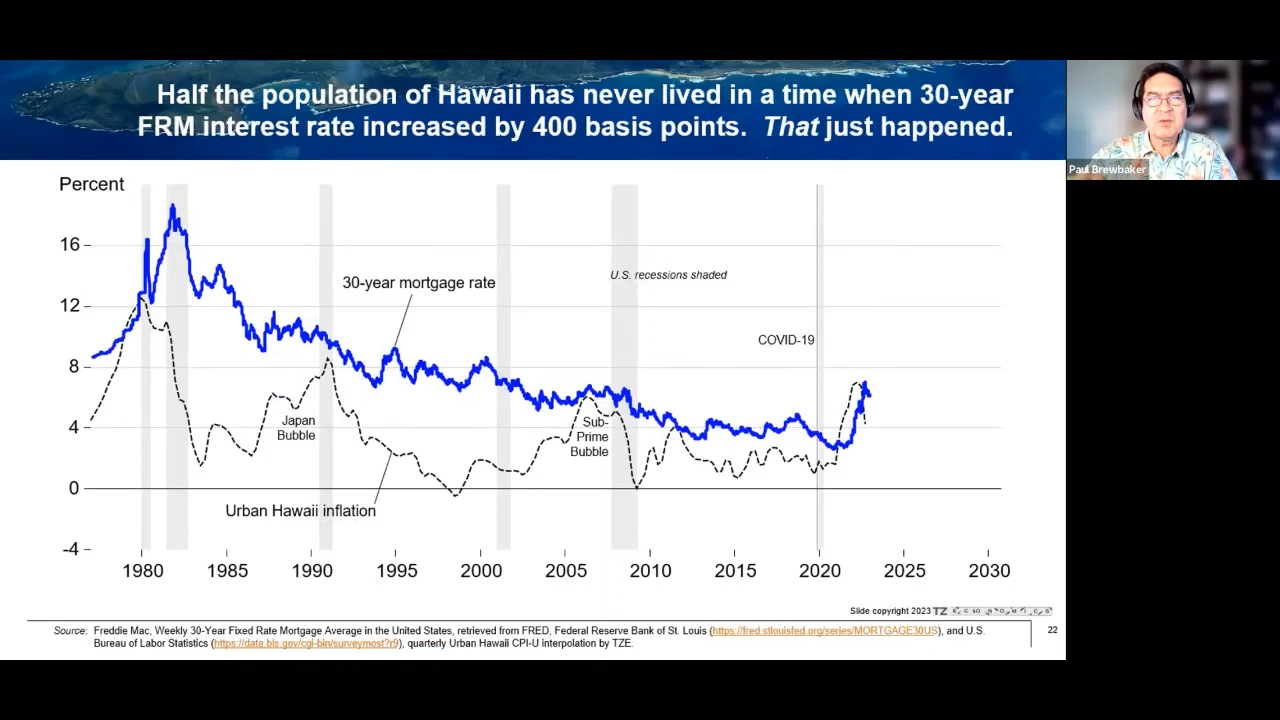 Half the population of Hawaii has never lived in a time when 30-year
FRM interest rate increased by 400 basis points. That just happened.
Paul Brewbaker
Percent
16
12
8
4
0
-4
30-year mortgage rate
U.S. recessions shaded
COVID-19
Japan
Bubble
Sub-
Prime
Bubble
Urban Hawaii inflation
1980 1985 1990 1995 2000 2005 2010 2015 2020 2025 2030
Slide copyright 2023 TZ ECONOMICS
Source: Freddie Mac, Weekly 30-Year Fixed Rate Mortgage Average in the United States, retrieved from FRED, Federal Reserve Bank of St. Louis (https://fred.stlouisfed.org/series/MORTGAGE30US), and U.S.
Bureau of Labor Statistics (https://data.bls.gov/cgi-bin/surveymost?r9), quarterly Urban Hawaii CPI-U interpolation by TZE.
22